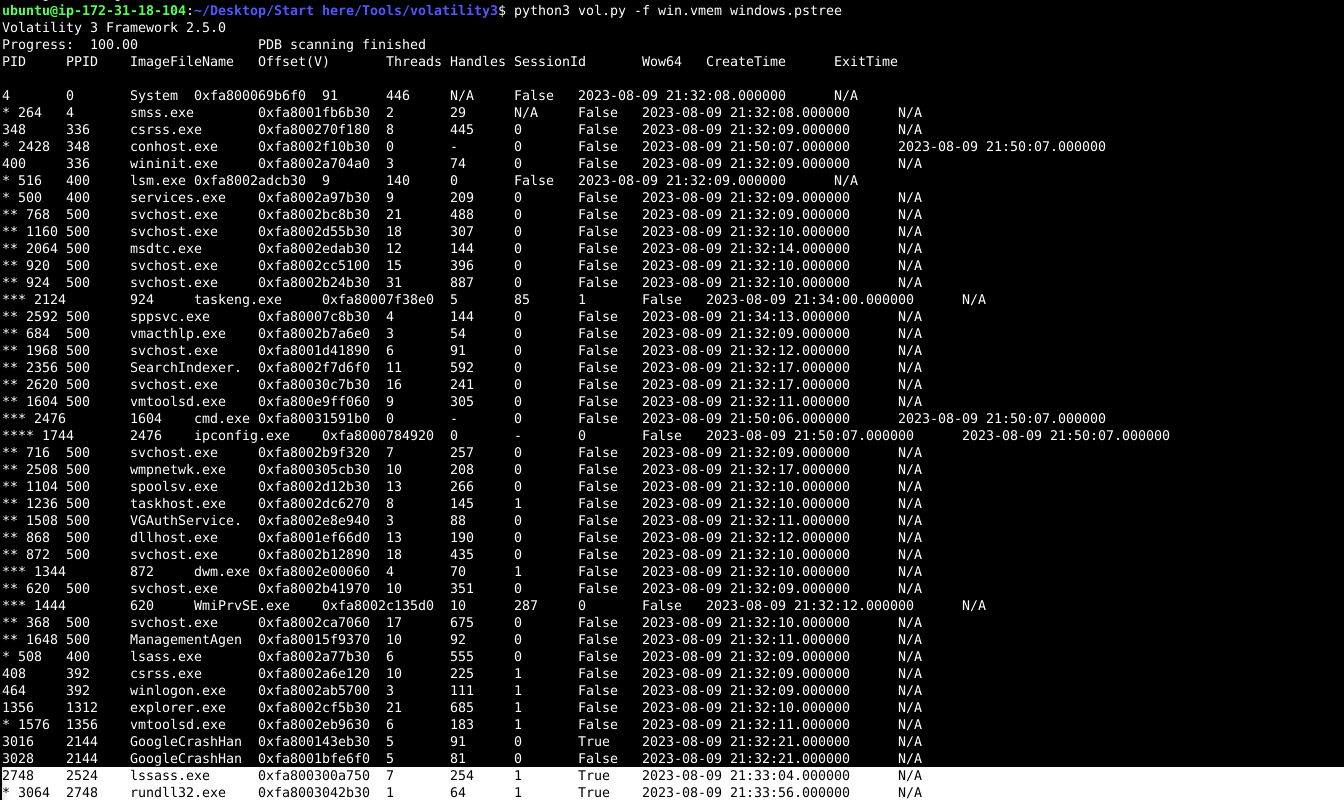 ubuntu@ip-172-31-18-104:~/Desktop/Start here/Tools/volatility3$ python3 vol.py -f win.vmem windows.pstree
Volatility 3 Framework 2.5.0
Progress:  100.00               PDB scanning finished
PID     PPID    ImageFileName   Offset(V)       Threads Handles SessionId       Wow64   CreateTime      ExitTime

4       0       System  0xfa800069b6f0  91      446     N/A     False   2023-08-09 21:32:08.000000      N/A
* 264   4       smss.exe        0xfa8001fb6b30  2       29      N/A     False   2023-08-09 21:32:08.000000      N/A
348     336     csrss.exe       0xfa800270f180  8       445     0       False   2023-08-09 21:32:09.000000      N/A
* 2428  348     conhost.exe     0xfa8002f10b30  0       -       0       False   2023-08-09 21:50:07.000000      2023-08-09 21:50:07.000000
400     336     wininit.exe     0xfa8002a704a0  3       74      0       False   2023-08-09 21:32:09.000000      N/A
* 516   400     lsm.exe 0xfa8002adcb30  9       140     0       False   2023-08-09 21:32:09.000000      N/A
* 500   400     services.exe    0xfa8002a97b30  9       209     0       False   2023-08-09 21:32:09.000000      N/A
** 768  500     svchost.exe     0xfa8002bc8b30  21      488     0       False   2023-08-09 21:32:09.000000      N/A
** 1160 500     svchost.exe     0xfa8002d55b30  18      307     0       False   2023-08-09 21:32:10.000000      N/A
** 2064 500     msdtc.exe       0xfa8002edab30  12      144     0       False   2023-08-09 21:32:14.000000      N/A
** 920  500     svchost.exe     0xfa8002cc5100  15      396     0       False   2023-08-09 21:32:10.000000      N/A
** 924  500     svchost.exe     0xfa8002b24b30  31      887     0       False   2023-08-09 21:32:10.000000      N/A
*** 2124        924     taskeng.exe     0xfa80007f38e0  5       85      1       False   2023-08-09 21:34:00.000000      N/A
** 2592 500     sppsvc.exe      0xfa80007c8b30  4       144     0       False   2023-08-09 21:34:13.000000      N/A
** 684  500     vmacthlp.exe    0xfa8002b7a6e0  3       54      0       False   2023-08-09 21:32:09.000000      N/A
** 1968 500     svchost.exe     0xfa8001d41890  6       91      0       False   2023-08-09 21:32:12.000000      N/A
** 2356 500     SearchIndexer.  0xfa8002f7d6f0  11      592     0       False   2023-08-09 21:32:17.000000      N/A
** 2620 500     svchost.exe     0xfa80030c7b30  16      241     0       False   2023-08-09 21:32:17.000000      N/A
** 1604 500     vmtoolsd.exe    0xfa800e9ff060  9       305     0       False   2023-08-09 21:32:11.000000      N/A
*** 2476        1604    cmd.exe 0xfa80031591b0  0       -       0       False   2023-08-09 21:50:06.000000      2023-08-09 21:50:07.000000
**** 1744       2476    ipconfig.exe    0xfa8000784920  0       -       0       False   2023-08-09 21:50:07.000000      2023-08-09 21:50:07.000000
** 716  500     svchost.exe     0xfa8002b9f320  7       257     0       False   2023-08-09 21:32:09.000000      N/A
** 2508 500     wmpnetwk.exe    0xfa800305cb30  10      208     0       False   2023-08-09 21:32:17.000000      N/A
** 1104 500     spoolsv.exe     0xfa8002d12b30  13      266     0       False   2023-08-09 21:32:10.000000      N/A
** 1236 500     taskhost.exe    0xfa8002dc6270  8       145     1       False   2023-08-09 21:32:10.000000      N/A
** 1508 500     VGAuthService.  0xfa8002e8e940  3       88      0       False   2023-08-09 21:32:11.000000      N/A
** 868  500     dllhost.exe     0xfa8001ef66d0  13      190     0       False   2023-08-09 21:32:12.000000      N/A
** 872  500     svchost.exe     0xfa8002b12890  18      435     0       False   2023-08-09 21:32:10.000000      N/A
*** 1344        872     dwm.exe 0xfa8002e00060  4       70      1       False   2023-08-09 21:32:10.000000      N/A
** 620  500     svchost.exe     0xfa8002b41970  10      351     0       False   2023-08-09 21:32:09.000000      N/A
*** 1444        620     WmiPrvSE.exe    0xfa8002c135d0  10      287     0       False   2023-08-09 21:32:12.000000      N/A
** 368  500     svchost.exe     0xfa8002ca7060  17      675     0       False   2023-08-09 21:32:10.000000      N/A
** 1648 500     ManagementAgen  0xfa80015f9370  10      92      0       False   2023-08-09 21:32:11.000000      N/A
* 508   400     lsass.exe       0xfa8002a77b30  6       555     0       False   2023-08-09 21:32:09.000000      N/A
408     392     csrss.exe       0xfa8002a6e120  10      225     1       False   2023-08-09 21:32:09.000000      N/A
464     392     winlogon.exe    0xfa8002ab5700  3       111     1       False   2023-08-09 21:32:09.000000      N/A
1356    1312    explorer.exe    0xfa8002cf5b30  21      685     1       False   2023-08-09 21:32:10.000000      N/A
* 1576  1356    vmtoolsd.exe    0xfa8002eb9630  6       183     1       False   2023-08-09 21:32:11.000000      N/A
3016    2144    GoogleCrashHan  0xfa800143eb30  5       91      0       True    2023-08-09 21:32:21.000000      N/A
3028    2144    GoogleCrashHan  0xfa8001bfe6f0  5       81      0       False   2023-08-09 21:32:21.000000      N/A
2748    2524    lssass.exe      0xfa800300a750  7       254     1       True    2023-08-09 21:33:04.000000      N/A
* 3064  2748    rundll32.exe    0xfa8003042b30  1       64      1       True    2023-08-09 21:33:56.000000      N/A